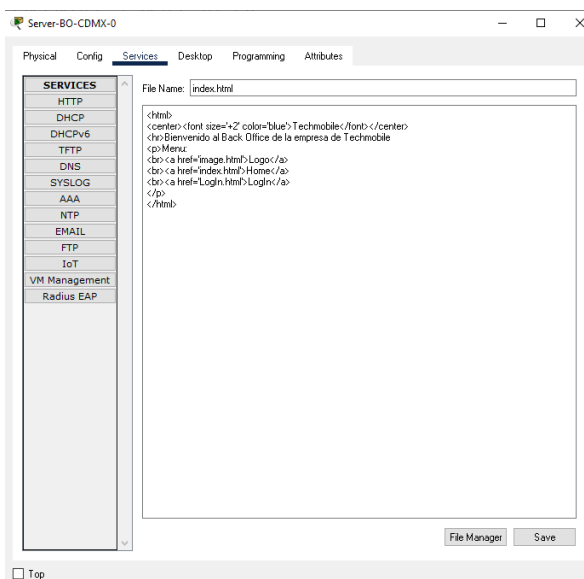 Server-BO-CDMX-0
Physical Config Services Desktop Programming Attributes
SERVICES
HTTP
DHCP
DHCPv6
TFTP
DNS
SYSLOG
AAA
NTP
EMAIL
FTP
IoT
VM Management
Radius EAP
File Name: index.html
<html>
<center><font size='+2' color='blue'>Techmobile</font></center>
<hr>Bienvenido al Back Office de la empresa de Techmobile
<p>Menu:
<br><a href='image.html'>Logo</a>
<br><a href='index.html'>Home</a>
<br><a href='LogIn.html'>LogIn</a>
</p>
</html>
File Manager Save
Top